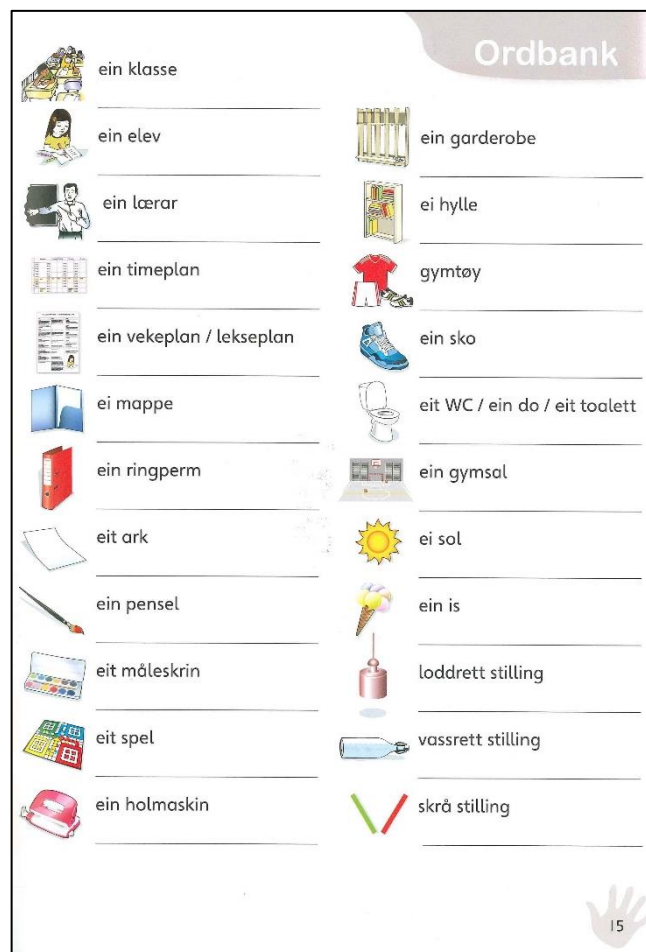 Ordbank
ein klasse
ein elev
ein lærar
ein timeplan
ein vekeplan / lekseplan
ei mappe
ein ringperm
eit ark
ein pensel
eit måleskrin
eit spel
ein holmaskin
ein garderobe
ei hylle
gymtøy
ein sko
eit WC / ein do / eit toalett
ein gymsal
ei sol
ein is
loddrett stilling
vassrett stilling
skrå stilling
15